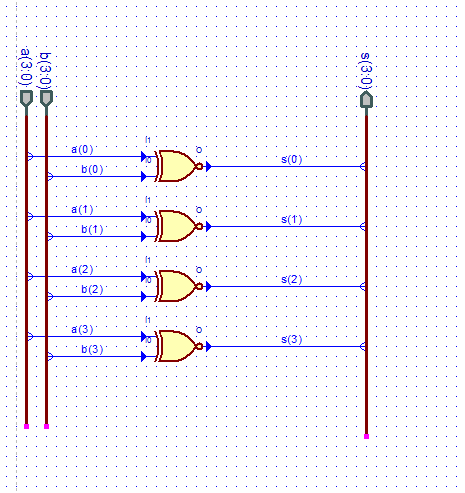 a(3:0)
b(3:0)
s(3:0)
I1
a(0)
O
I0
b(0)
s(0)
I1
a(1)
O
I0
b(1)
s(1)
I1
a(2)
O
I0
b(2)
s(2)
I1
a(3)
O
I0
b(3)
s(3)